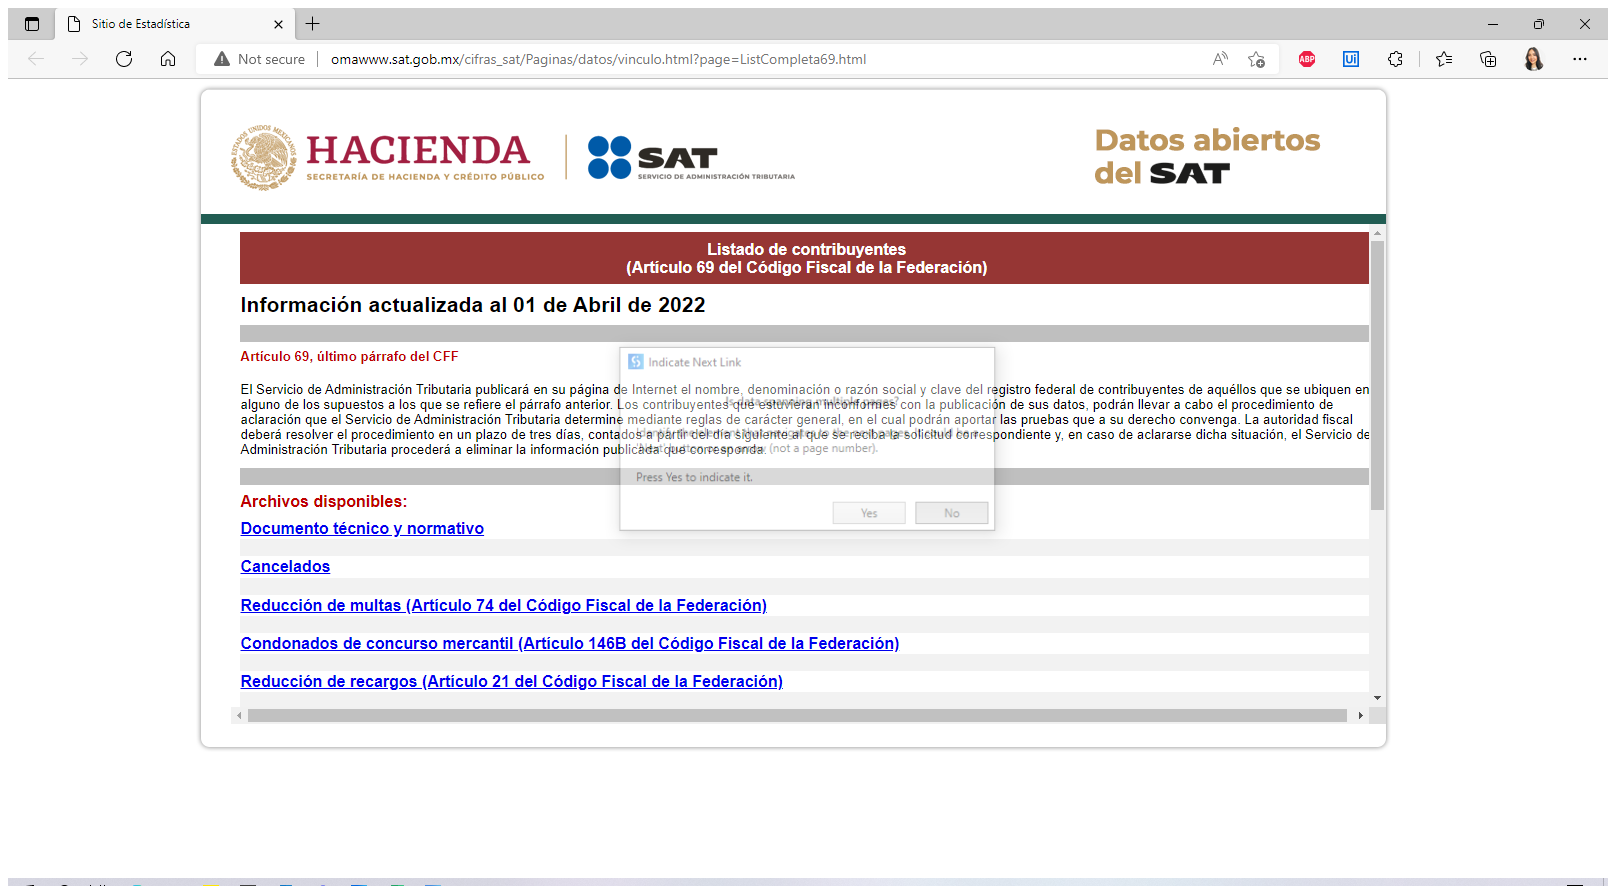 Sitio de Estadística
Not secure
omawww.sat.gob.mx/cifras_sat/Paginas/datos/vinculo.html?page=ListCompleta69.html
ABP
Ui
ESTADOS UNIDOS MEXICANOS
HACIENDA
SECRETARÍA DE HACIENDA Y CRÉDITO PÚBLICO
SAT
SERVICIO DE ADMINISTRACIÓN TRIBUTARIA
Datos abiertos
del SAT
Listado de contribuyentes
(Artículo 69 del Código Fiscal de la Federación)
Información actualizada al 01 de Abril de 2022
Artículo 69, último párrafo del CFF
El Servicio de Administración Tributaria publicará en su página de Internet el nombre, denominación o razón social y clave del registro federal de contribuyentes de aquéllos que se ubiquen en
alguno de los supuestos a los que se refiere el párrafo anterior. Los contribuyentes que estuvieran inconformes con la publicación de sus datos, podrán llevar a cabo el procedimiento de
aclaración que el Servicio de Administración Tributaria determine mediante reglas de carácter general, en el cual podrán aportar las pruebas que a su derecho convenga. La autoridad fiscal
deberá resolver el procedimiento en un plazo de tres días, contados a partir del día siguiente al que se reciba la solicitud correspondiente y, en caso de aclararse dicha situación, el Servicio de
Administración Tributaria procederá a eliminar la información publicada que corresponda.
Indicate Next Link
Is data spanning multiple pages?
(not a page number).
Press Yes to indicate it.
Yes
No
Archivos disponibles:
Documento técnico y normativo
Cancelados
Reducción de multas (Artículo 74 del Código Fiscal de la Federación)
Condonados de concurso mercantil (Artículo 146B del Código Fiscal de la Federación)
Reducción de recargos (Artículo 21 del Código Fiscal de la Federación)